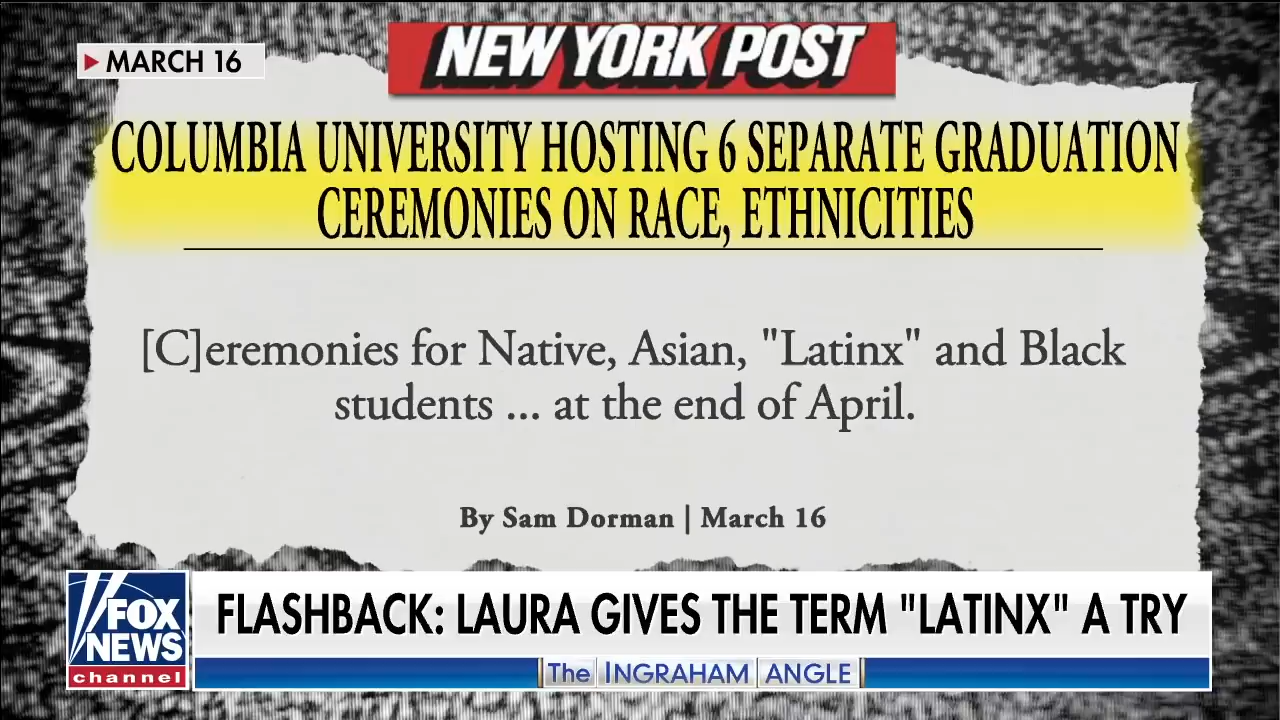 MARCH 16
NEW YORK POST
COLUMBIA UNIVERSITY HOSTING 6 SEPARATE GRADUATION
CEREMONIES ON RACE, ETHNICITIES
[C]eremonies for Native, Asian, "Latinx" and Black
students ... at the end of April.
By Sam Dorman | March 16
FOX
NEWS
channel
FLASHBACK: LAURA GIVES THE TERM "LATINX" A TRY
The INGRAHAM ANGLE